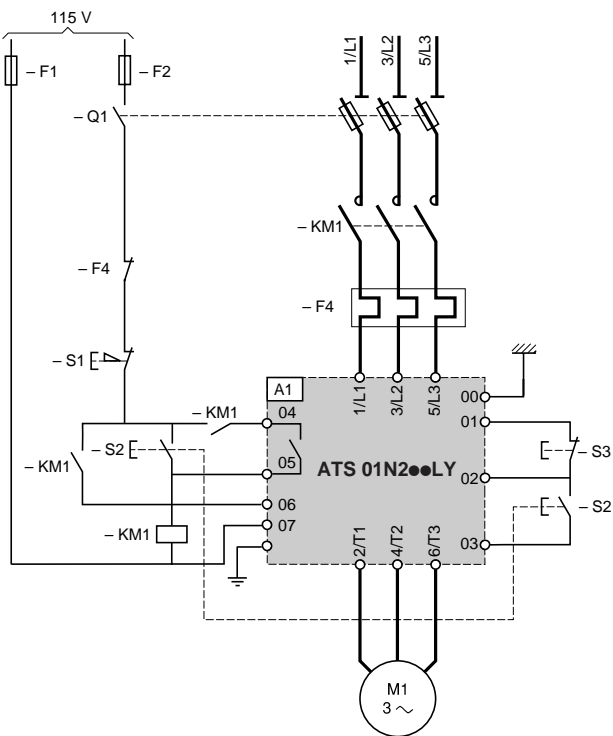 115 V
– F1
– F2
– Q1
1/L1
3/L2
5/L3
– KM1
– F4
– F4
– S1
A1
1/L1
3/L2
5/L3
00
01
– KM1
04
– S2
05
ATS 01N2●●LY
– S3
02
– KM1
06
– S2
07
– KM1
03
2/T1
4/T2
6/T3
M1
3 ～